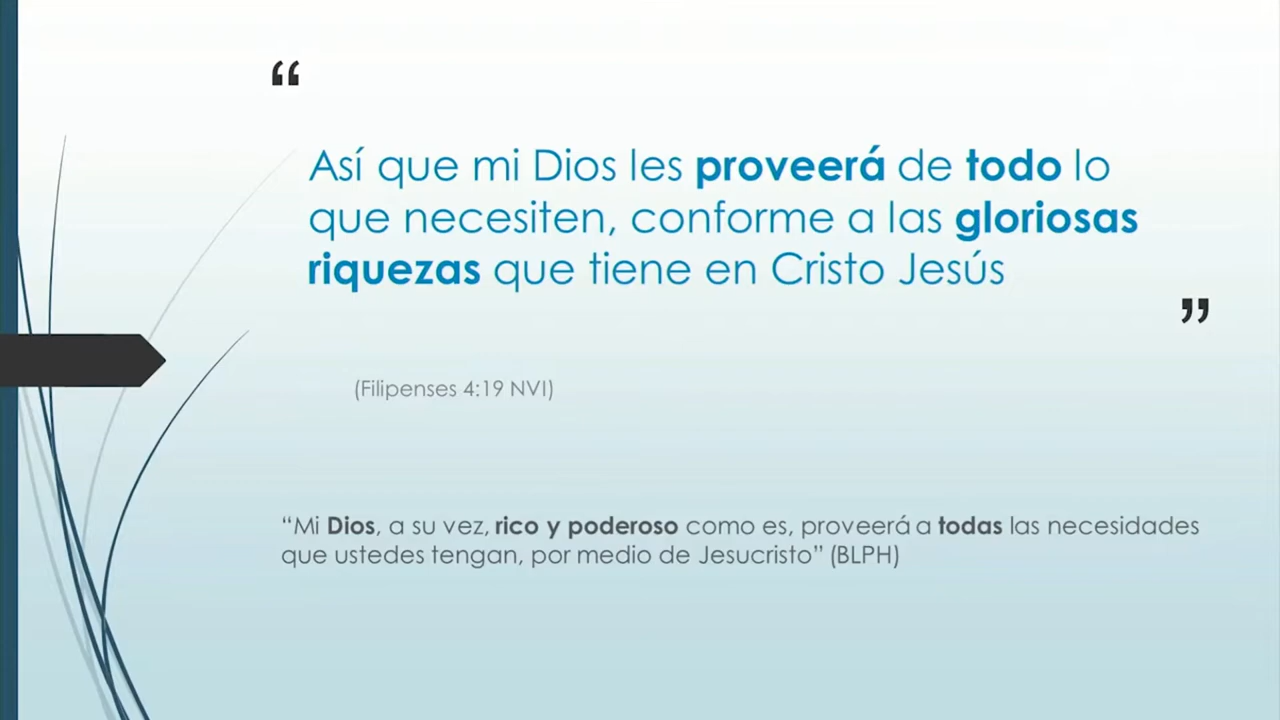 “
Así que mi Dios les proveerá de todo lo
que necesiten, conforme a las gloriosas
riquezas que tiene en Cristo Jesús
”
(Filipenses 4:19 NVI)
“Mi Dios, a su vez, rico y poderoso como es, proveerá a todas las necesidades
que ustedes tengan, por medio de Jesucristo” (BLPH)